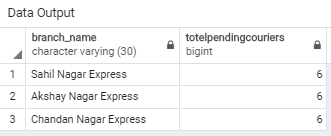 Data Output
branch_name totelpendingcouriers
character varying (30) bigint
1 Sahil Nagar Express 6
2 Akshay Nagar Express 6
3 Chandan Nagar Express 6